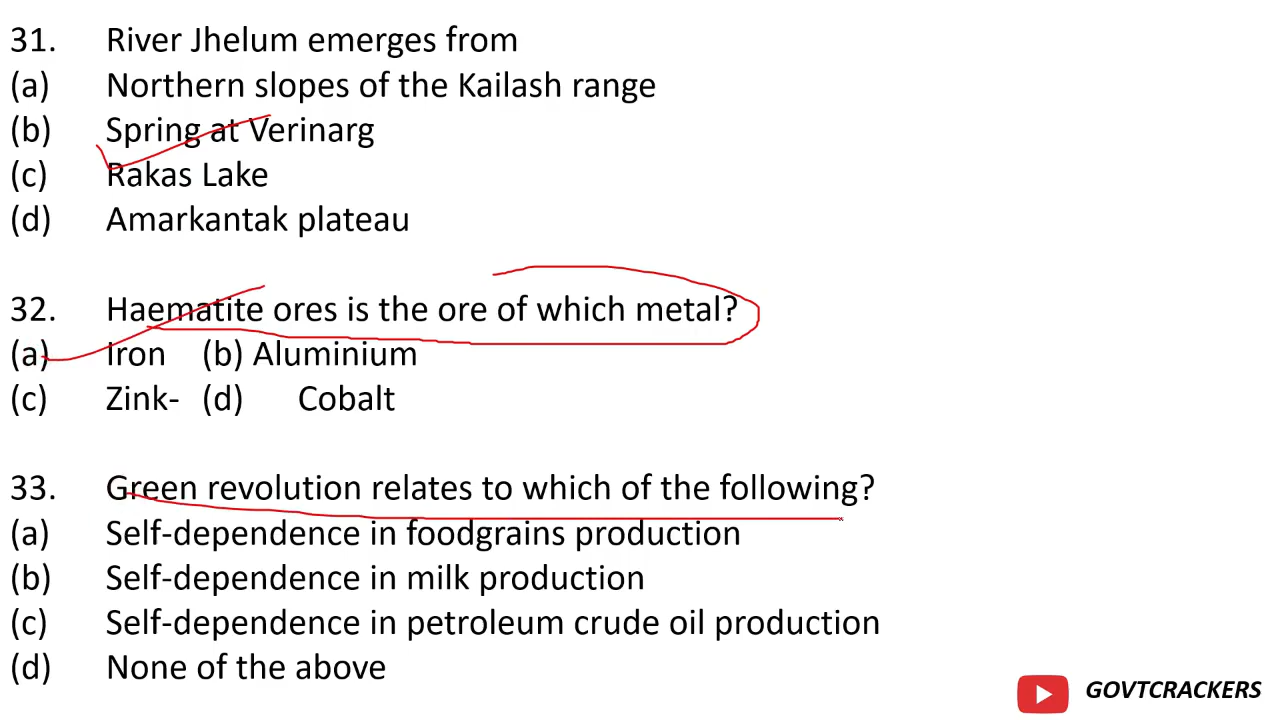 31. River Jhelum emerges from
(a) Northern slopes of the Kailash range
(b) Spring at Verinarg
(c) Rakas Lake
(d) Amarkantak plateau
32. Haematite ores is the ore of which metal?
(a) Iron (b) Aluminium
(c) Zink- (d) Cobalt
33. Green revolution relates to which of the following?
(a) Self-dependence in foodgrains production
(b) Self-dependence in milk production
(c) Self-dependence in petroleum crude oil production
(d) None of the above
GOVTCRACKERS